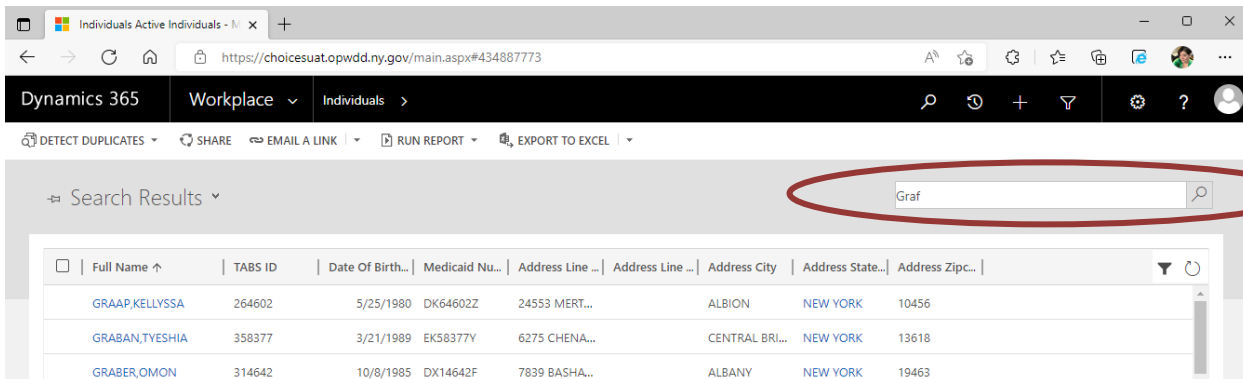 Individuals Active Individuals - M
https://choicesuat.opwdd.ny.gov/main.aspx#434887773
Dynamics 365 Workplace Individuals >
DETECT DUPLICATES SHARE EMAIL A LINK RUN REPORT EXPORT TO EXCEL
Search Results Graf
Full Name ↑ TABS ID Date Of Birth... Medicaid Nu... Address Line ... Address Line ... Address City Address State... Address Zipc...
GRAAP,KELLYSSA 264602 5/25/1980 DK64602Z 24553 MERT... ALBION NEW YORK 10456
GRABAN,TYESHIA 358377 3/21/1989 EK58377Y 6275 CHENA... CENTRAL BRI... NEW YORK 13618
GRABER,OMON 314642 10/8/1985 DX14642F 7839 BASHA... ALBANY NEW YORK 19463